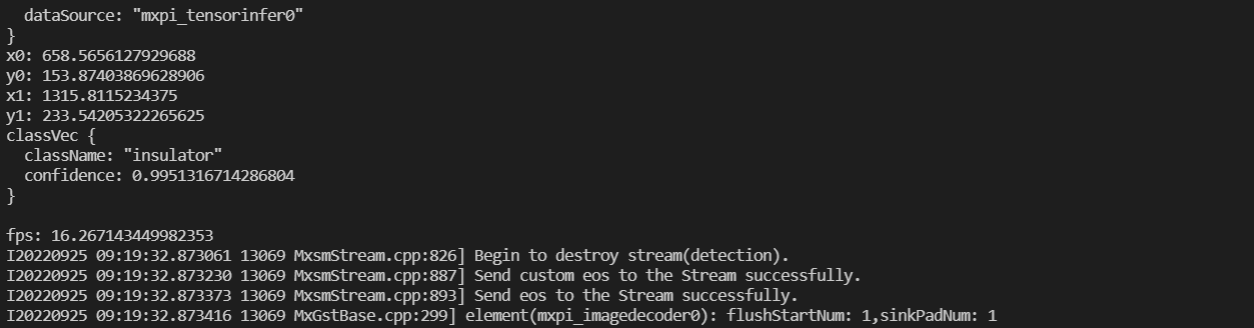 dataSource: "mxpi_tensorinfer0"
}
x0: 658.5656127929688
y0: 153.87403869628906
x1: 1315.8115234375
y1: 233.54205322265625
classVec {
className: "insulator"
confidence: 0.9951316714286804
}
fps: 16.267143449982353
I20220925 09:19:32.873061 13069 MxsmStream.cpp:826] Begin to destroy stream(detection).
I20220925 09:19:32.873230 13069 MxsmStream.cpp:887] Send custom eos to the Stream successfully.
I20220925 09:19:32.873373 13069 MxsmStream.cpp:893] Send eos to the Stream successfully.
I20220925 09:19:32.873416 13069 MxGstBase.cpp:299] element(mxpi_imagedecoder0): flushStartNum: 1,sinkPadNum: 1